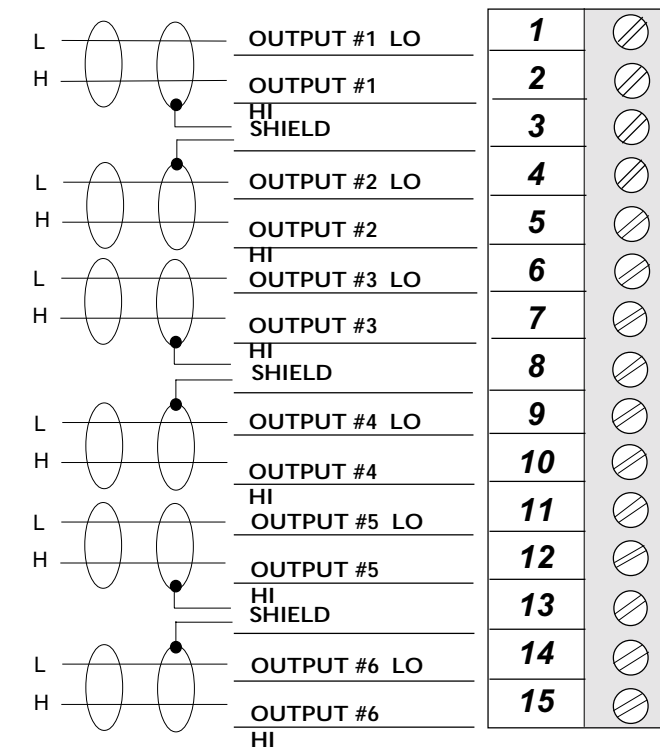 L OUTPUT #1 LO 1
H OUTPUT #1 2
HI
SHIELD 3
L OUTPUT #2 LO 4
H OUTPUT #2 5
HI
L OUTPUT #3 LO 6
H OUTPUT #3 7
HI
SHIELD 8
L OUTPUT #4 LO 9
H OUTPUT #4 10
HI
L OUTPUT #5 LO 11
H OUTPUT #5 12
HI
SHIELD 13
L OUTPUT #6 LO 14
H OUTPUT #6 15
HI